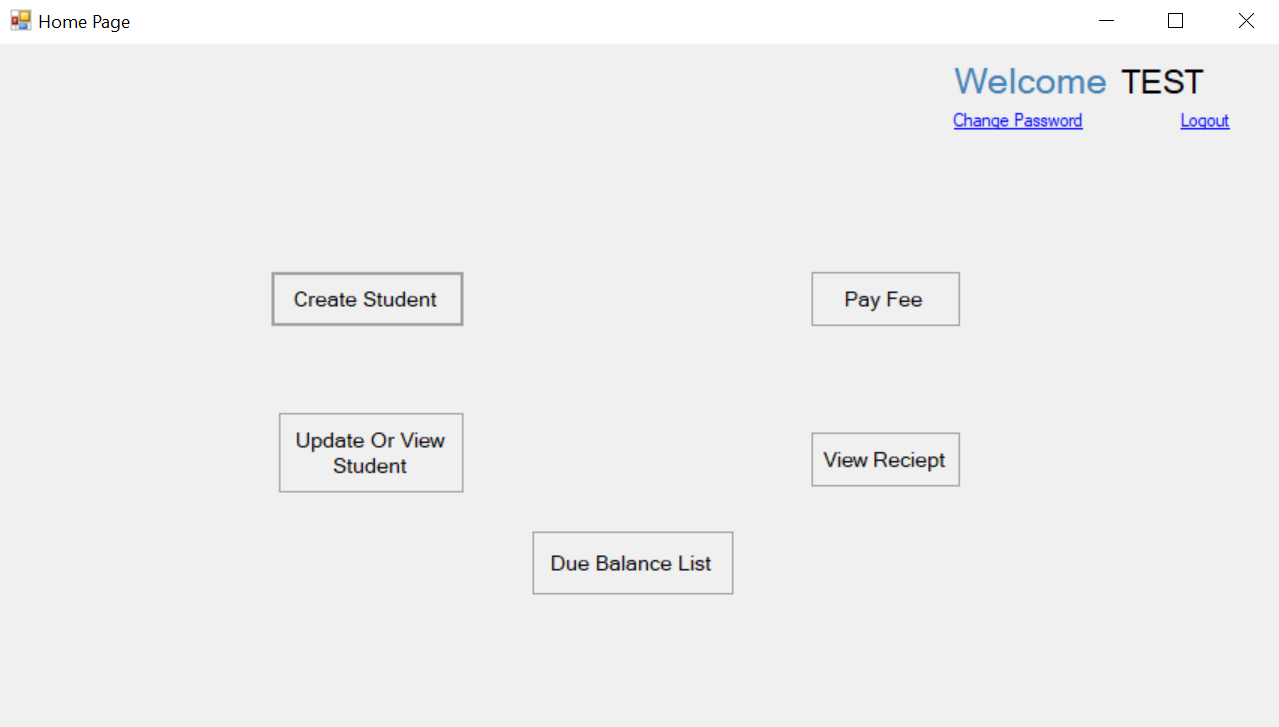 Home Page
Welcome TEST
Change Password Logout
Create Student
Pay Fee
Update Or View
Student
View Reciept
Due Balance List